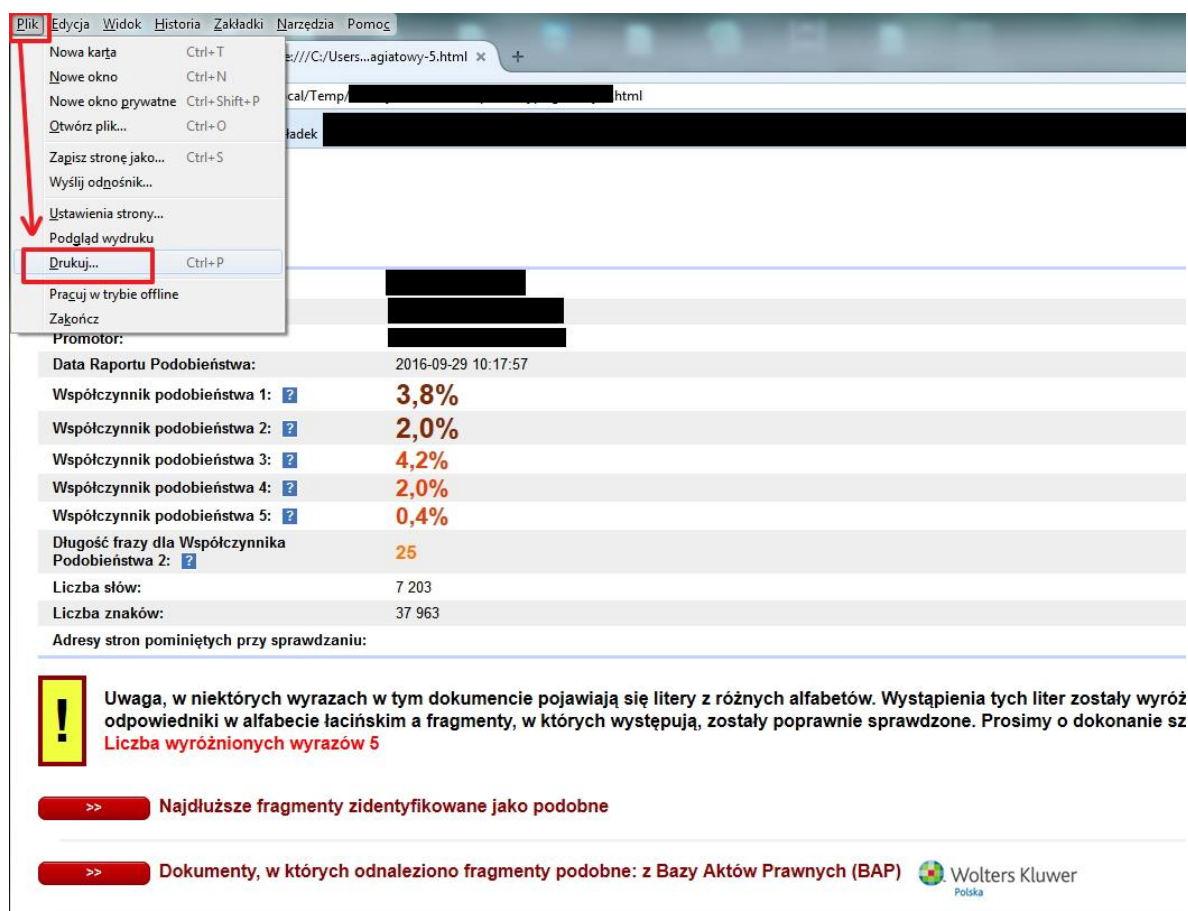 Plik Edycja Widok Historia Zakładki Narzędzia Pomoc
Nowa karta Ctrl+T
Nowe okno Ctrl+N
Nowe okno prywatne Ctrl+Shift+P
Otwórz plik... Ctrl+O
Zapisz stronę jako... Ctrl+S
Wyślij odnośnik...
Ustawienia strony...
Podgląd wydruku
Drukuj... Ctrl+P
Pracuj w trybie offline
Zakończ
e:///C:/Users...agiatowy-5.html × +
cal/Temp/ html
ładek
Promotor:
Data Raportu Podobieństwa: 2016-09-29 10:17:57
Współczynnik podobieństwa 1: ? 3,8%
Współczynnik podobieństwa 2: ? 2,0%
Współczynnik podobieństwa 3: ? 4,2%
Współczynnik podobieństwa 4: ? 2,0%
Współczynnik podobieństwa 5: ? 0,4%
Długość frazy dla Współczynnika
Podobieństwa 2: ? 25
Liczba słów: 7 203
Liczba znaków: 37 963
Adresy stron pominiętych przy sprawdzaniu:
! Uwaga, w niektórych wyrazach w tym dokumencie pojawiają się litery z różnych alfabetów. Wystąpienia tych liter zostały wyróż
odpowiedniki w alfabecie łacińskim a fragmenty, w których występują, zostały poprawnie sprawdzone. Prosimy o dokonanie sz
Liczba wyróżnionych wyrazów 5
>> Najdłuższe fragmenty zidentyfikowane jako podobne
>> Dokumenty, w których odnaleziono fragmenty podobne: z Bazy Aktów Prawnych (BAP) Wolters Kluwer
Polska